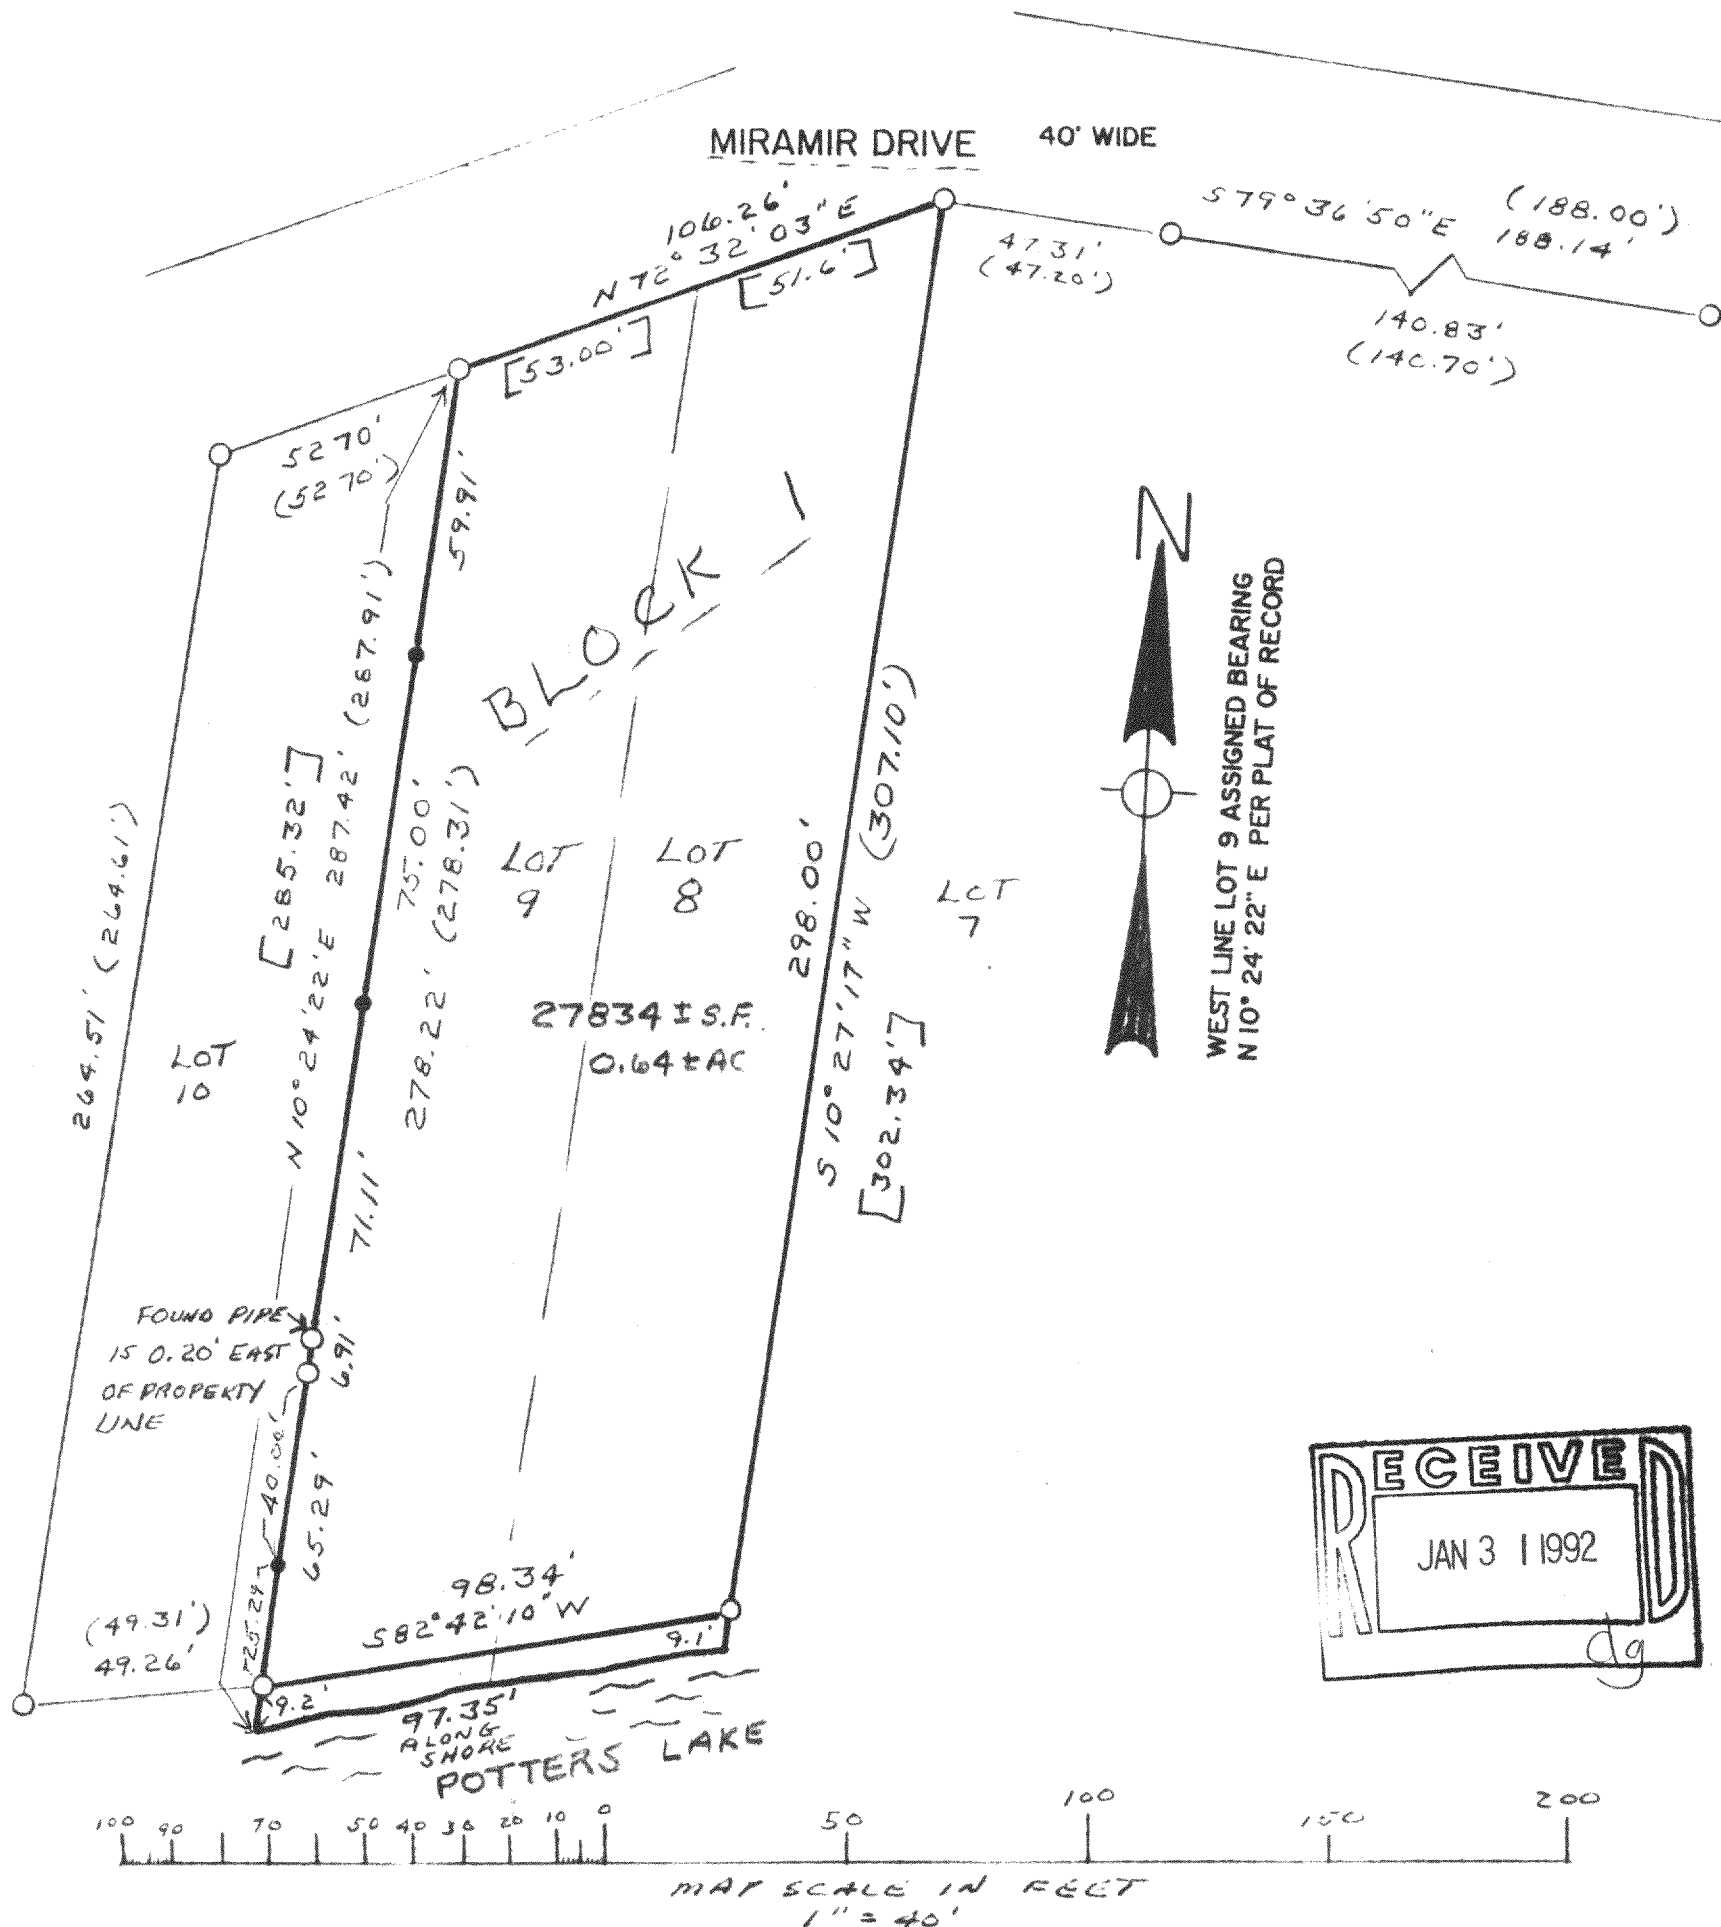 MIRAMIR DRIVE 40' WIDE
106.26'
N 72° 32' 03" E
[51.6']
[53.00']
47.31'
(47.20')
S 79° 36' 50" E
(188.00')
188.14'
140.83'
(140.70')
52.70'
(52.70')
59.91'
BLOCK 1
N
WEST LINE LOT 9 ASSIGNED BEARING
N 10° 24' 22" E PER PLAT OF RECORD
264.51' (264.61')
[285.32']
N 10° 24' 22" E 287.42' (287.91')
75.00'
278.22' (278.31')
LOT
9
LOT
8
LOT
7
LOT
10
298.00'
S 10° 27' 17" W (307.10')
[302.34']
27834 ± S.F.
0.64 ± AC
71.11'
FOUND PIPE
IS 0.20' EAST
OF PROPERTY
LINE
6.91'
40.00'
65.29'
25.29'
98.34'
S 82° 42' 10" W
9.1'
(49.31')
49.26'
9.2'
97.35'
ALONG
SHORE
POTTERS LAKE
RECEIVED
JAN 31 1992
dg
100 90 70 50 40 30 20 10 0 50 100 150 200
MAP SCALE IN FEET
1" = 40'